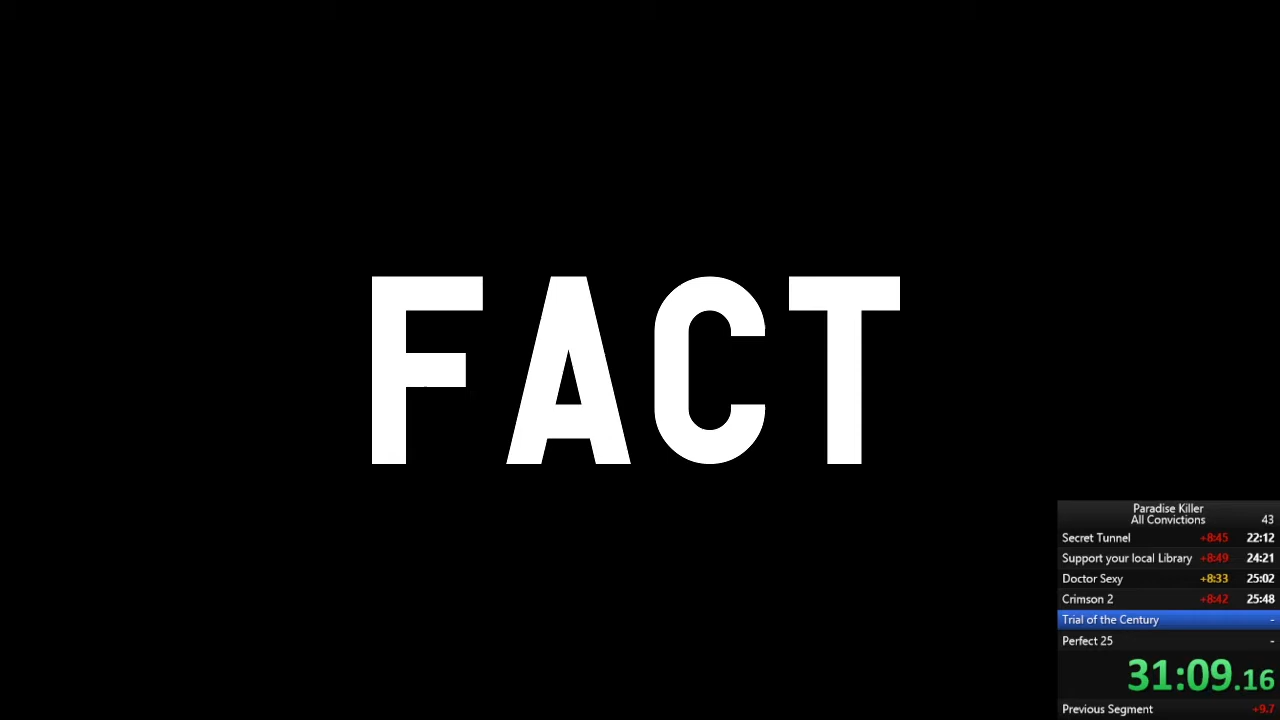 FACT
Paradise Killer
All Convictions 43
Secret Tunnel +8:45 22:12
Support your local Library +8:49 24:21
Doctor Sexy +8:33 25:02
Crimson 2 +8:42 25:48
Trial of the Century -
Perfect 25 -
31:09.16
Previous Segment +9.7